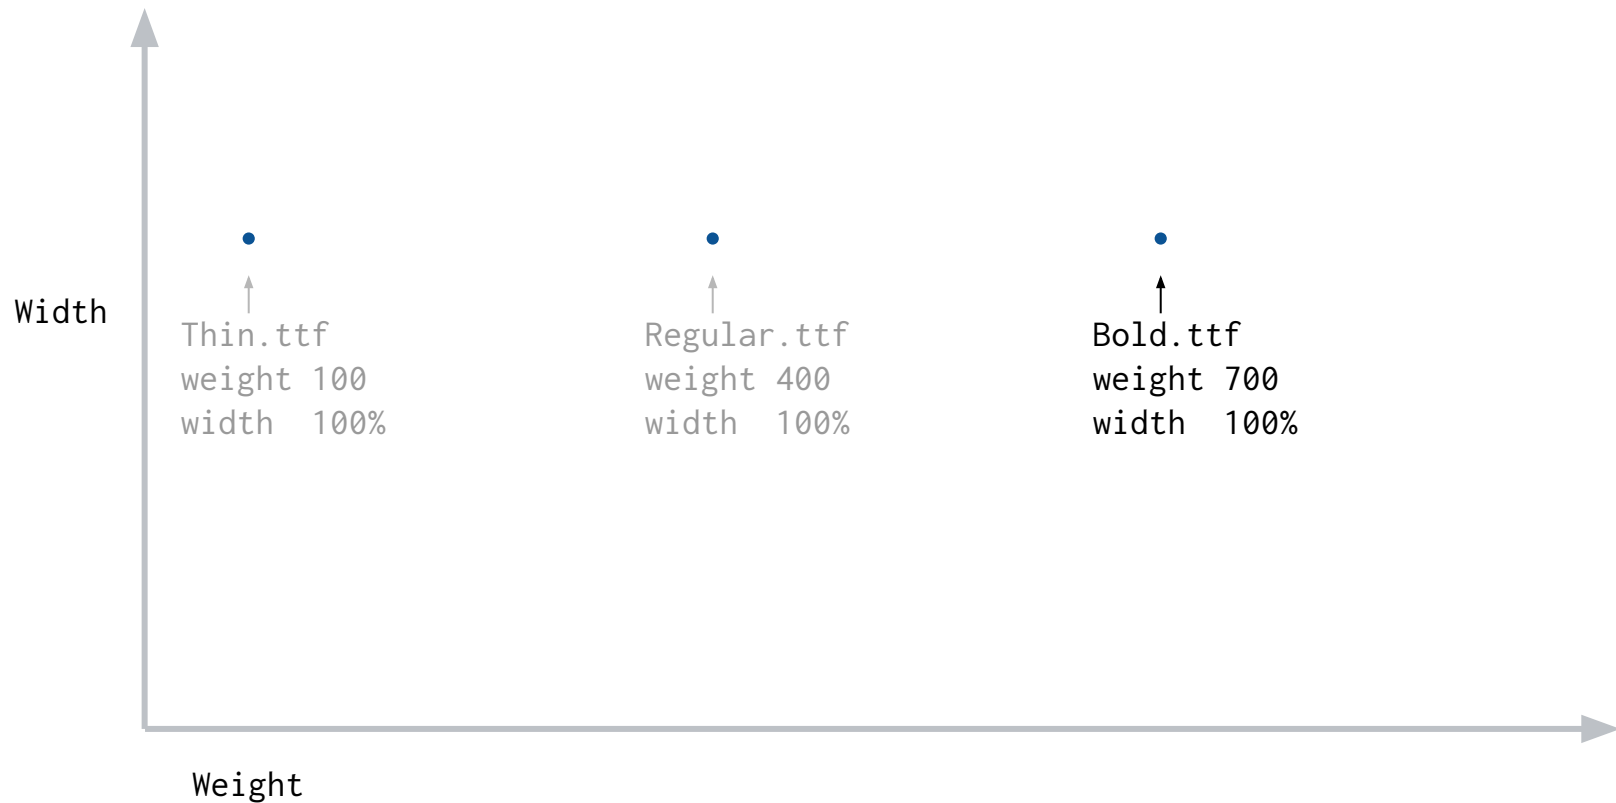 Width
Thin.ttf
weight 100
width  100%
Regular.ttf
weight 400
width  100%
Bold.ttf
weight 700
width  100%
Weight